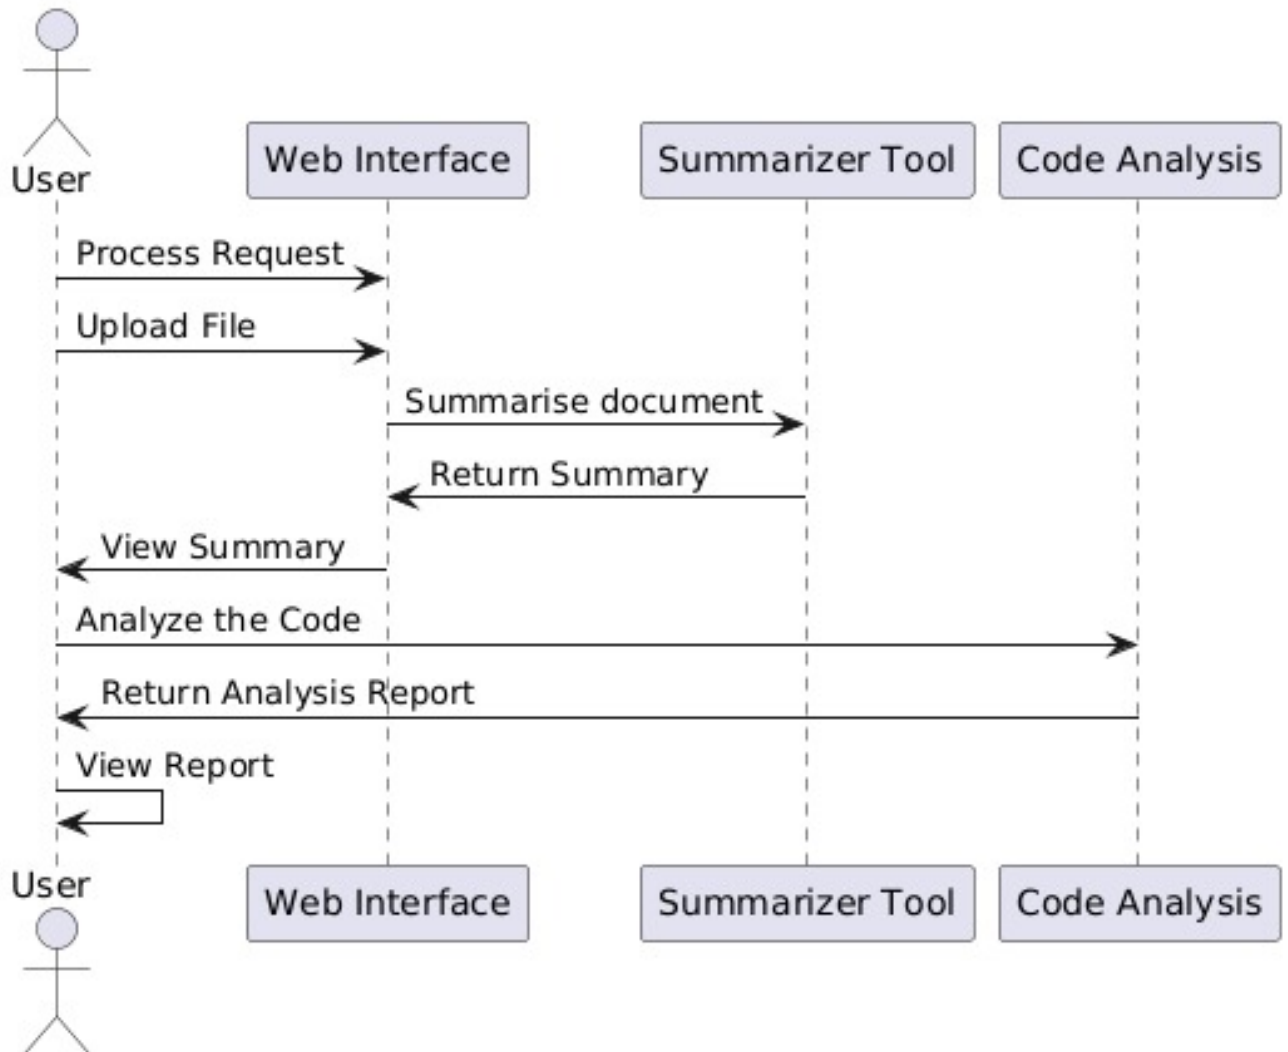 User
Web Interface
Summarizer Tool
Code Analysis
Process Request
Upload File
Summarise document
Return Summary
View Summary
Analyze the Code
Return Analysis Report
View Report
User
Web Interface
Summarizer Tool
Code Analysis